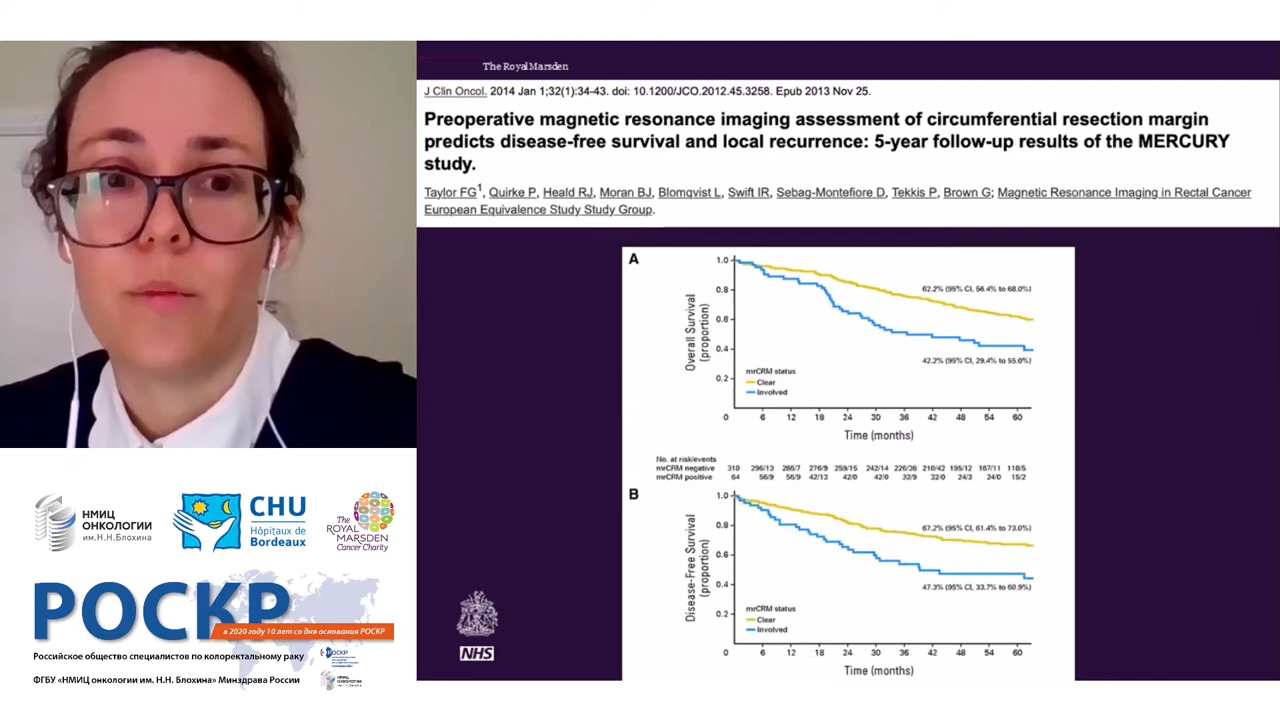 The Royal Marsden
J Clin Oncol. 2014 Jan 1;32(1):34-43. doi: 10.1200/JCO.2012.45.3258. Epub 2013 Nov 25.
Preoperative magnetic resonance imaging assessment of circumferential resection margin
predicts disease-free survival and local recurrence: 5-year follow-up results of the MERCURY
study.
Taylor FG1, Quirke P, Heald RJ, Moran BJ, Blomqvist L, Swift IR, Sebag-Montefiore D, Tekkis P, Brown G; Magnetic Resonance Imaging in Rectal Cancer
European Equivalence Study Study Group.
A
Overall Survival
(proportion)
1.0
0.8
0.6
0.4
0.2
62.2% (95% CI, 56.4% to 68.0%)
42.2% (95% CI, 29.4% to 55.0%)
mrCRM status
Clear
Involved
0 6 12 18 24 30 36 42 48 54 60
Time (months)
No. at risk/events
mrCRM negative 310 296/13 286/7 276/9 259/15 242/14 226/36 210/42 195/12 167/11 118/5
mrCRM positive 64 56/9 56/9 42/13 42/0 42/0 32/9 32/0 24/3 24/0 15/2
B
Disease-Free Survival
(proportion)
1.0
0.8
0.6
0.4
0.2
67.2% (95% CI, 61.4% to 73.0%)
47.3% (95% CI, 33.7% to 60.9%)
mrCRM status
Clear
Involved
0 6 12 18 24 30 36 42 48 54 60
Time (months)
NHS
НМИЦ
ОНКОЛОГИИ
им.Н.Н.Блохина
CHU
Hôpitaux de
Bordeaux
The
ROYAL
MARSDEN
Cancer Charity
РОСКР
в 2020 году 10 лет со дня основания РОСКР
Российское общество специалистов по колоректальному раку
РОСКР
ФГБУ «НМИЦ онкологии им. Н.Н. Блохина» Минздрава России
НМИЦ
ОНКОЛОГИИ